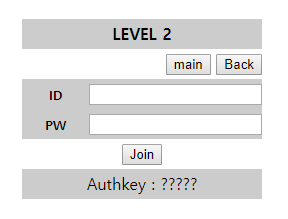 LEVEL 2
main Back
ID
PW
Join
Authkey : ?????